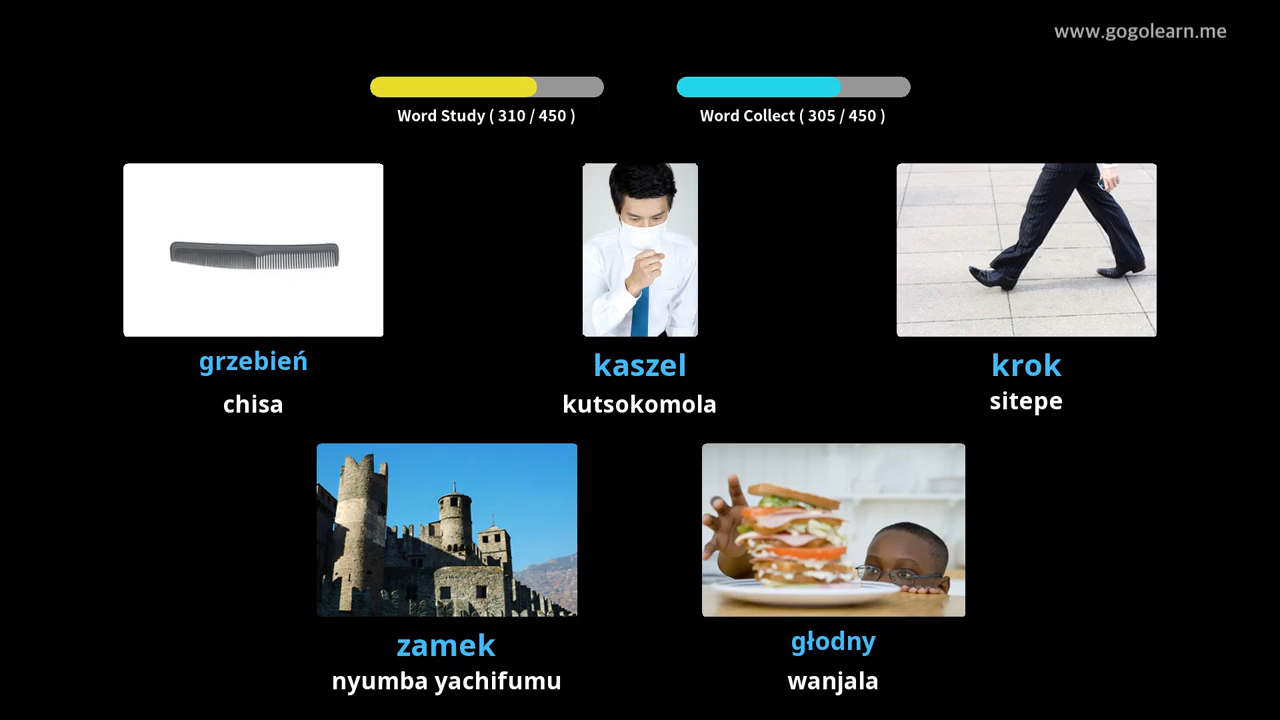 www.gogolearn.me
Word Study ( 310 / 450 )
Word Collect ( 305 / 450 )
grzebień
chisa
kaszel
kutsokomola
krok
sitepe
zamek
nyumba yachifumu
głodny
wanjala